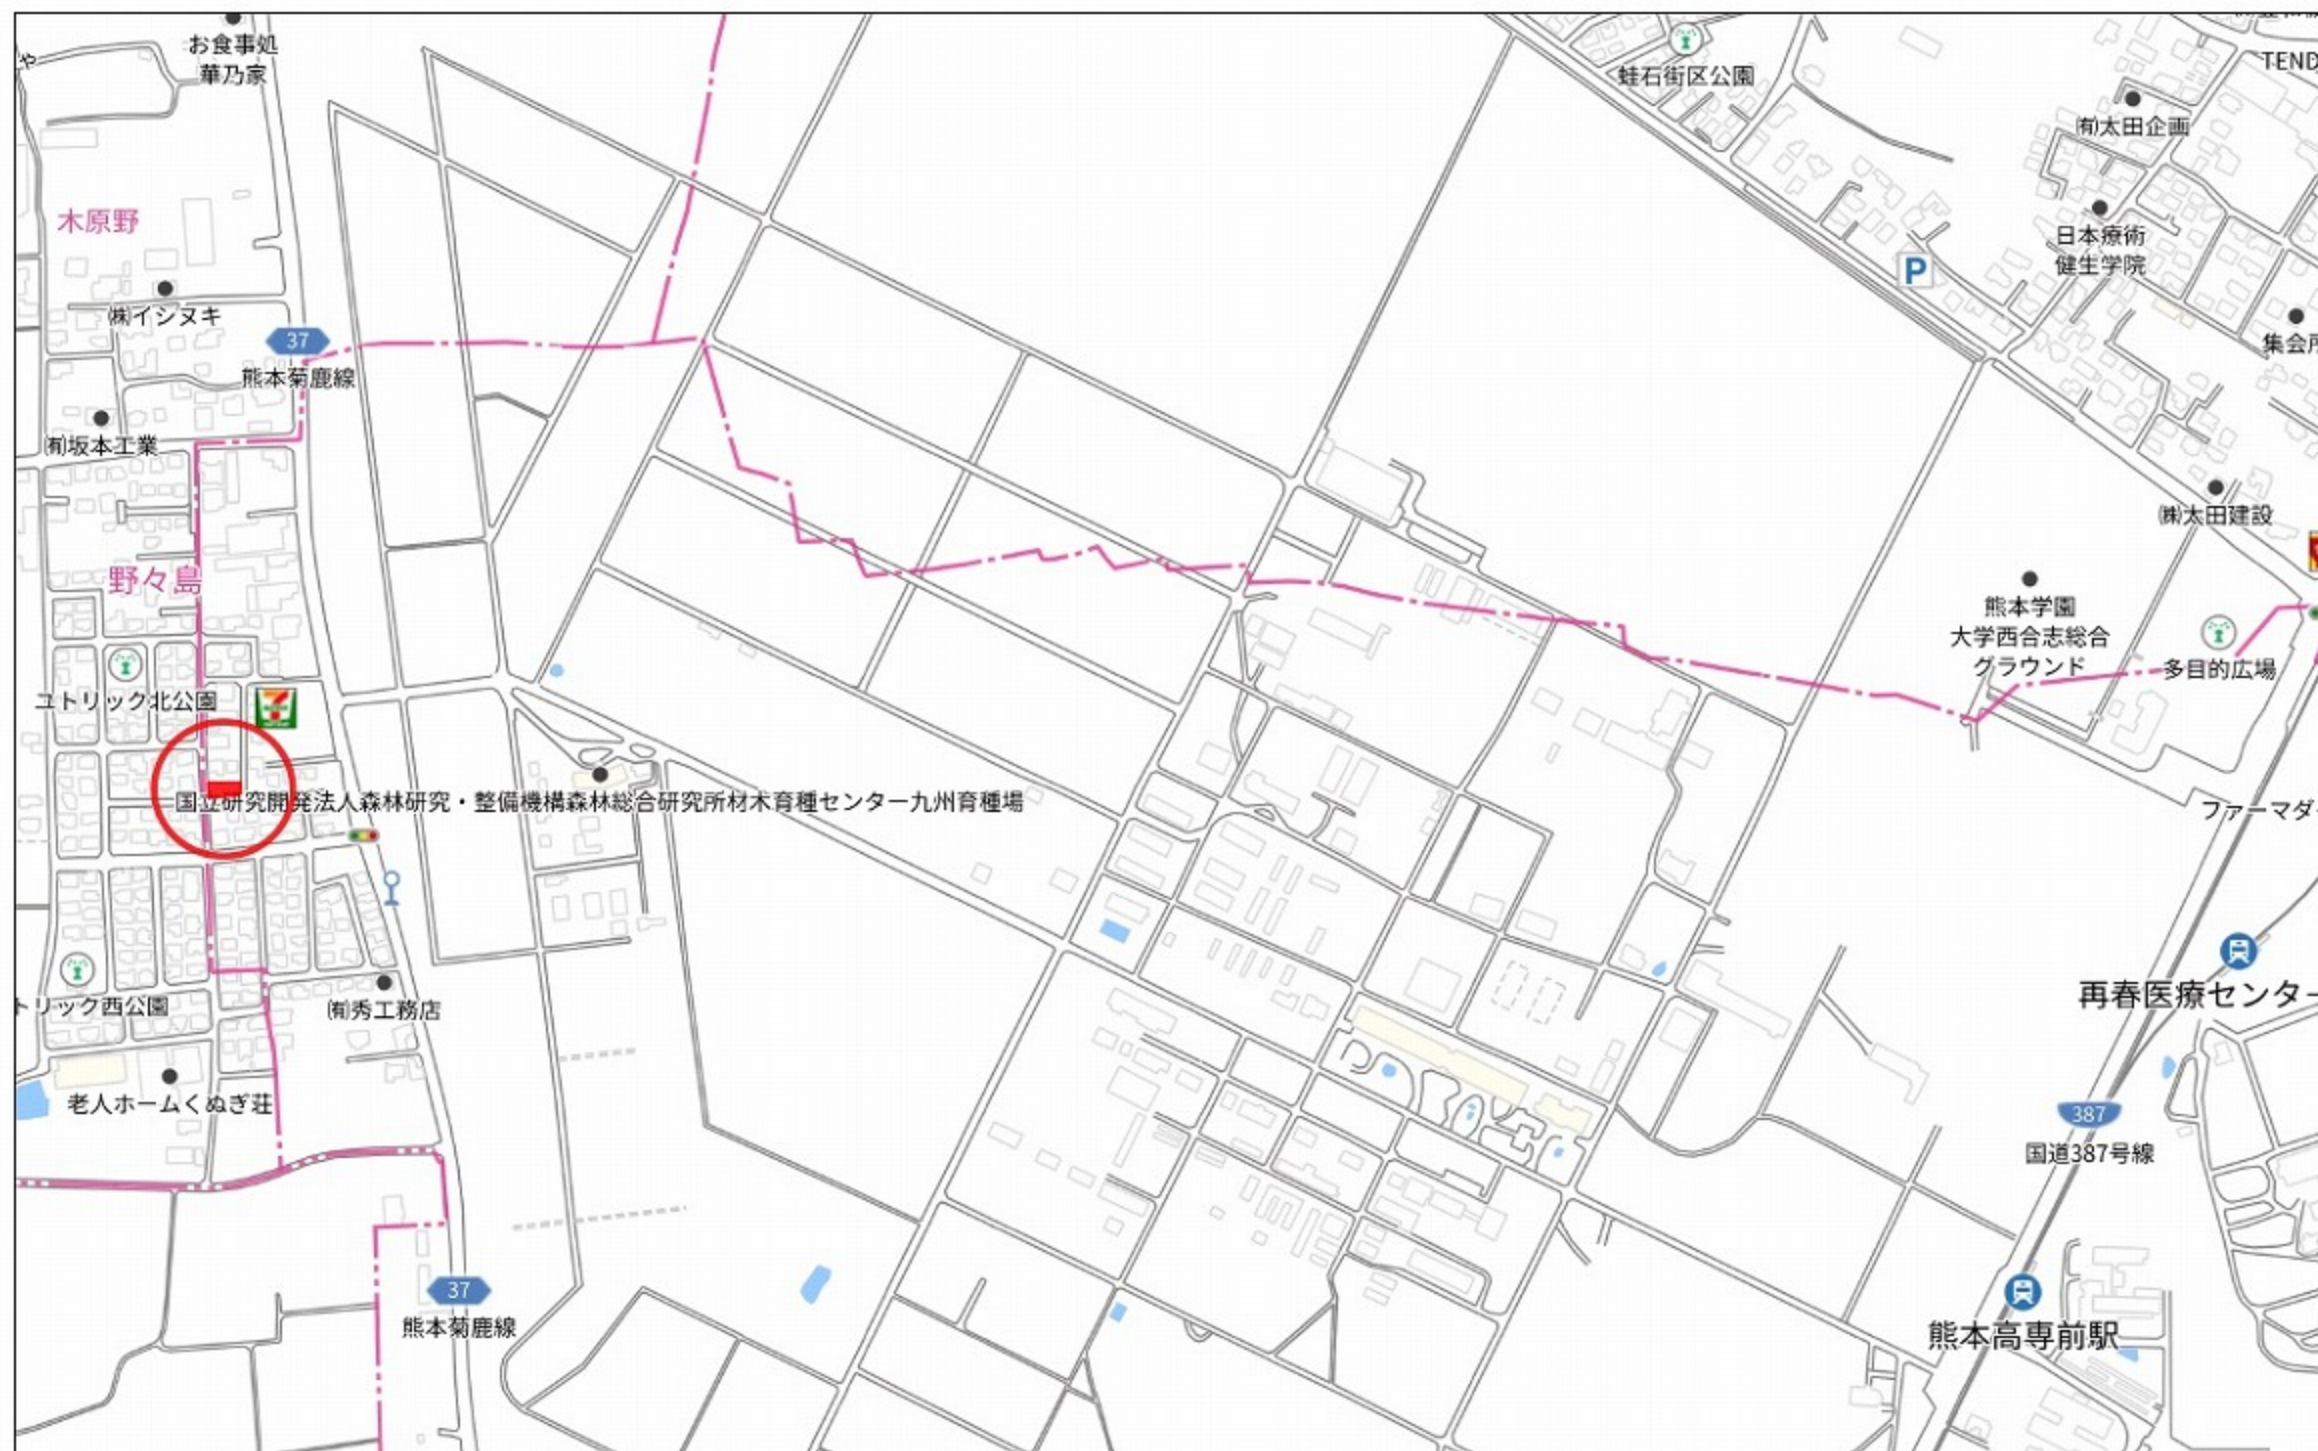 お食事処
華乃家
や
蛙石街区公園
TEND
㈲太田企画
木原野
日本療術
健生学院
P
㈱イシヌキ
37
熊本菊鹿線
集会所
㈲坂本工業
㈱太田建設
野々島
熊本学園
大学西合志総合
グラウンド
多目的広場
ユトリック北公園
7
国立研究開発法人森林研究・整備機構森林総合研究所材木育種センター九州育種場
ファーマダ
再春医療センター
トリック西公園
㈲秀工務店
老人ホームくぬぎ荘
387
国道387号線
37
熊本菊鹿線
熊本高専前駅